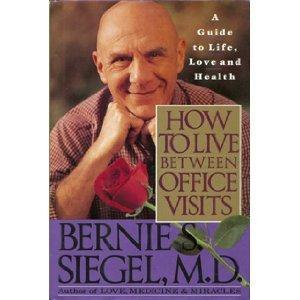 A
Guide
to Life,
Love and
Health
HOW
TO LIVE
BETWEEN
OFFICE
VISITS
BERNIE S.
SIEGEL, M.D.
Author of LOVE, MEDICINE & MIRACLES